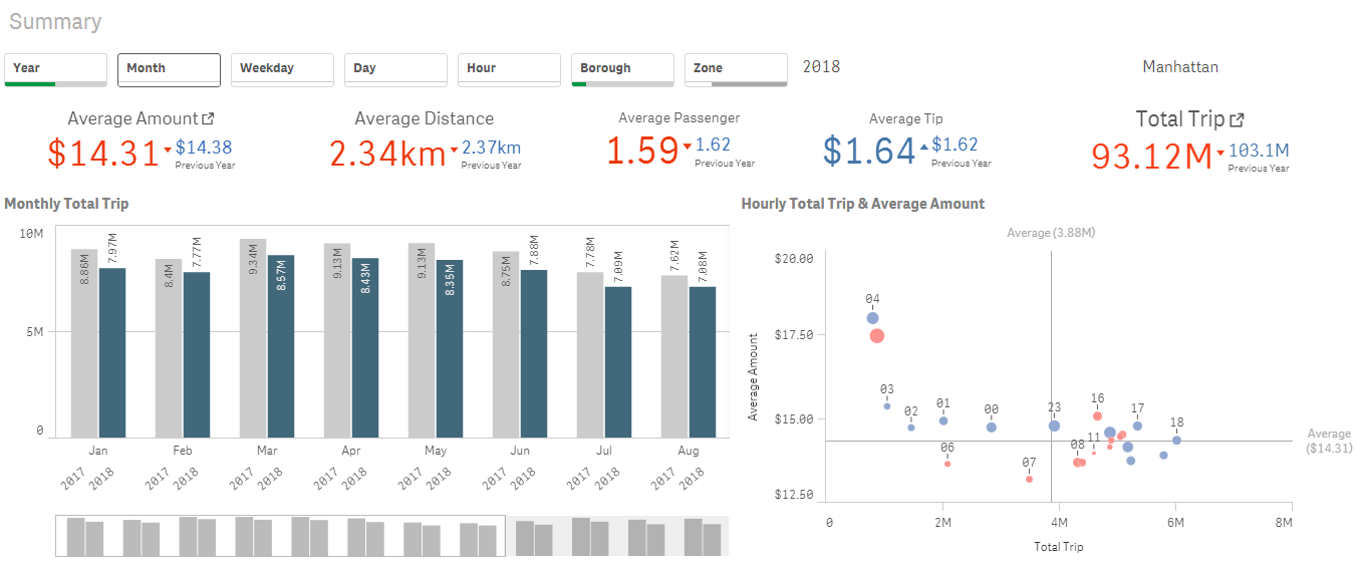 Summary
Year Month Weekday Day Hour Borough Zone 2018 Manhattan
Average Amount Average Distance Average Passenger Average Tip Total Trip
$14.31 $14.38 2.34km 2.37km 1.59 1.62 $1.64 $1.62 93.12M 103.1M
Previous Year Previous Year Previous Year Previous Year Previous Year
Monthly Total Trip
10M
5M
0
8.86M 7.97M 8.4M 7.77M 9.34M 8.57M 9.13M 8.43M 9.13M 8.35M 8.75M 7.88M 7.78M 7.09M 7.62M 7.08M
Jan Feb Mar Apr May Jun Jul Aug
2017 2018 2017 2018 2017 2018 2017 2018 2017 2018 2017 2018 2017 2018 2017 2018
Hourly Total Trip & Average Amount
Average (3.88M)
Average Amount
$20.00
$17.50
$15.00
$12.50
04
03
02
01
00
23
16
17
18
06
07
08
11
Average
($14.31)
0 2M 4M 6M 8M
Total Trip